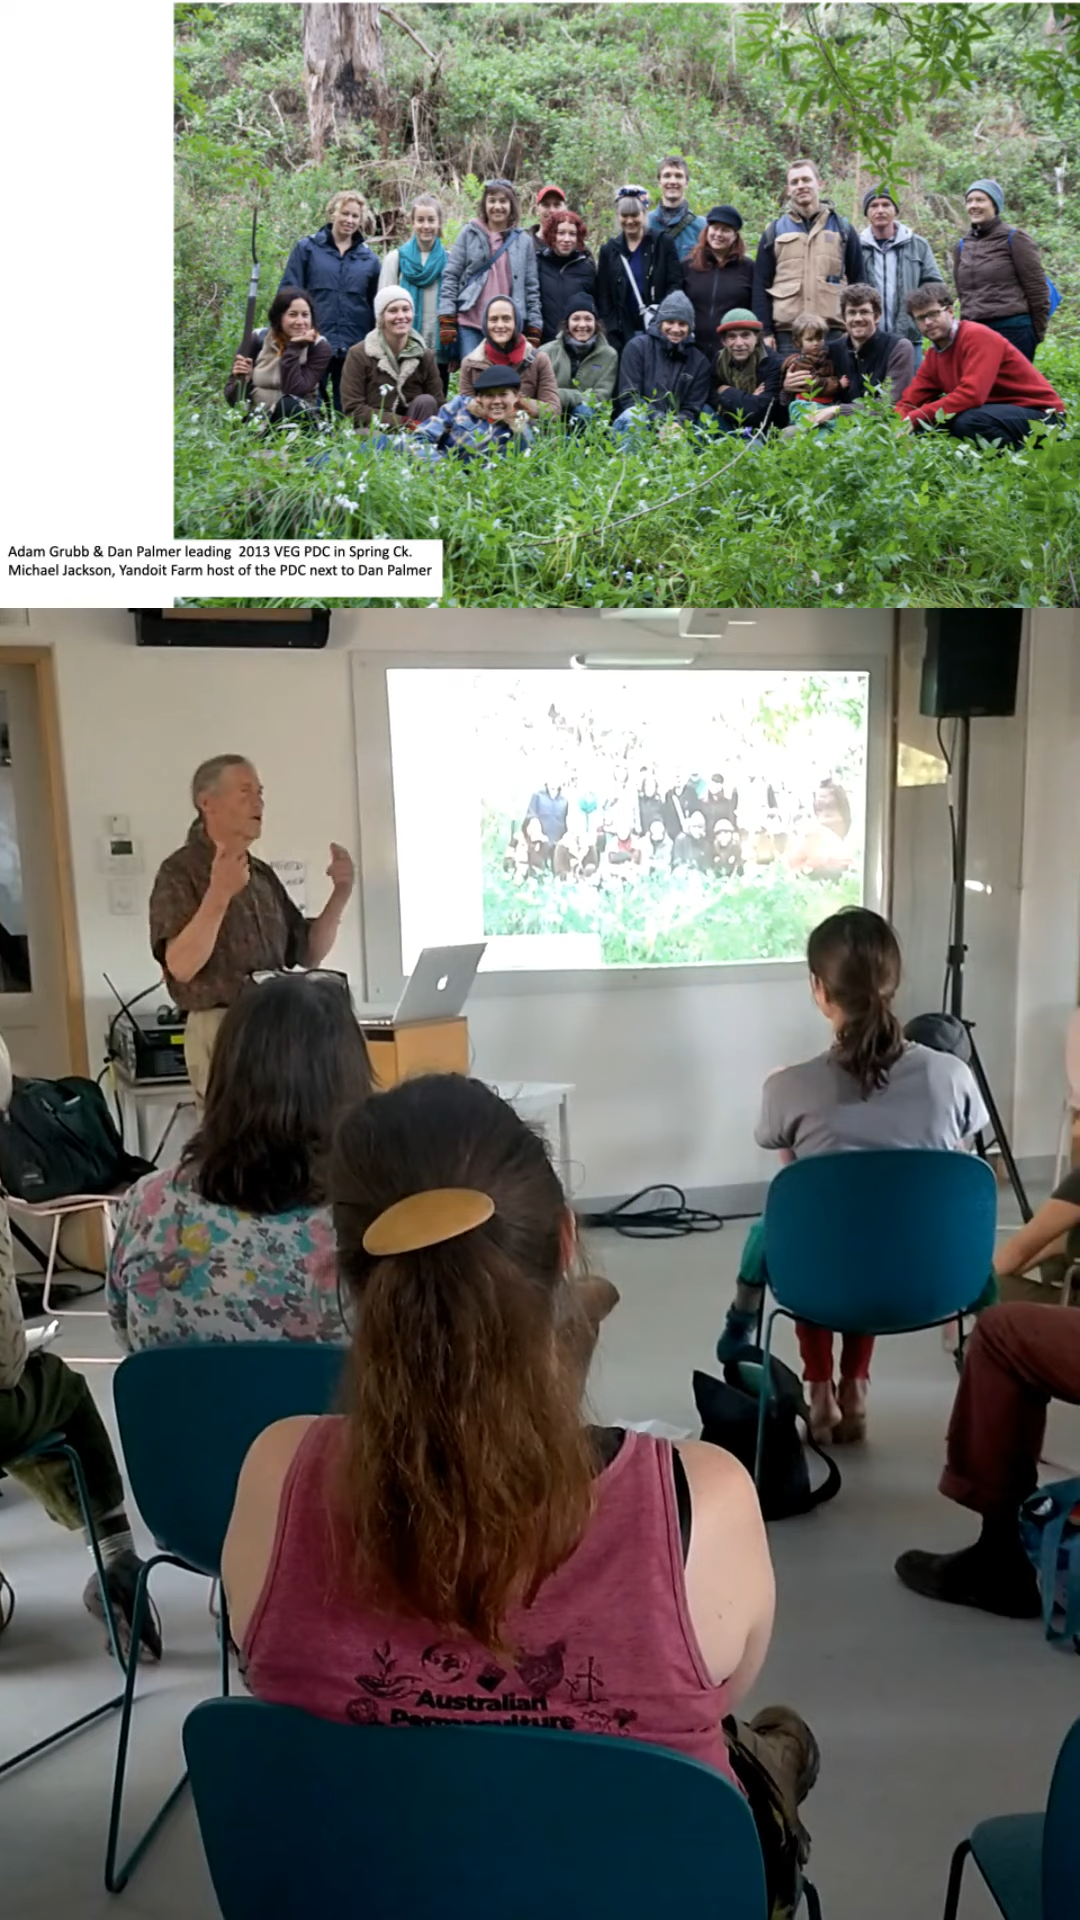 Adam Grubb & Dan Palmer leading  2013 VEG PDC in Spring Ck.
Michael Jackson, Yandoit Farm host of the PDC next to Dan Palmer
Australian
Permaculture